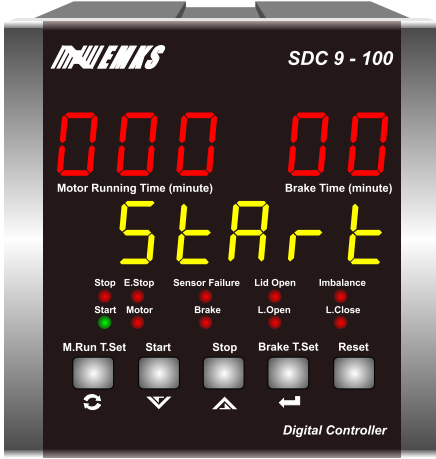 EMKS
SDC 9 - 100
000 00
Motor Running Time (minute) Brake Time (minute)
StArt
Stop E.Stop Sensor Failure Lid Open Imbalance
Start Motor Brake L.Open L.Close
M.Run T.Set Start Stop Brake T.Set Reset
Digital Controller